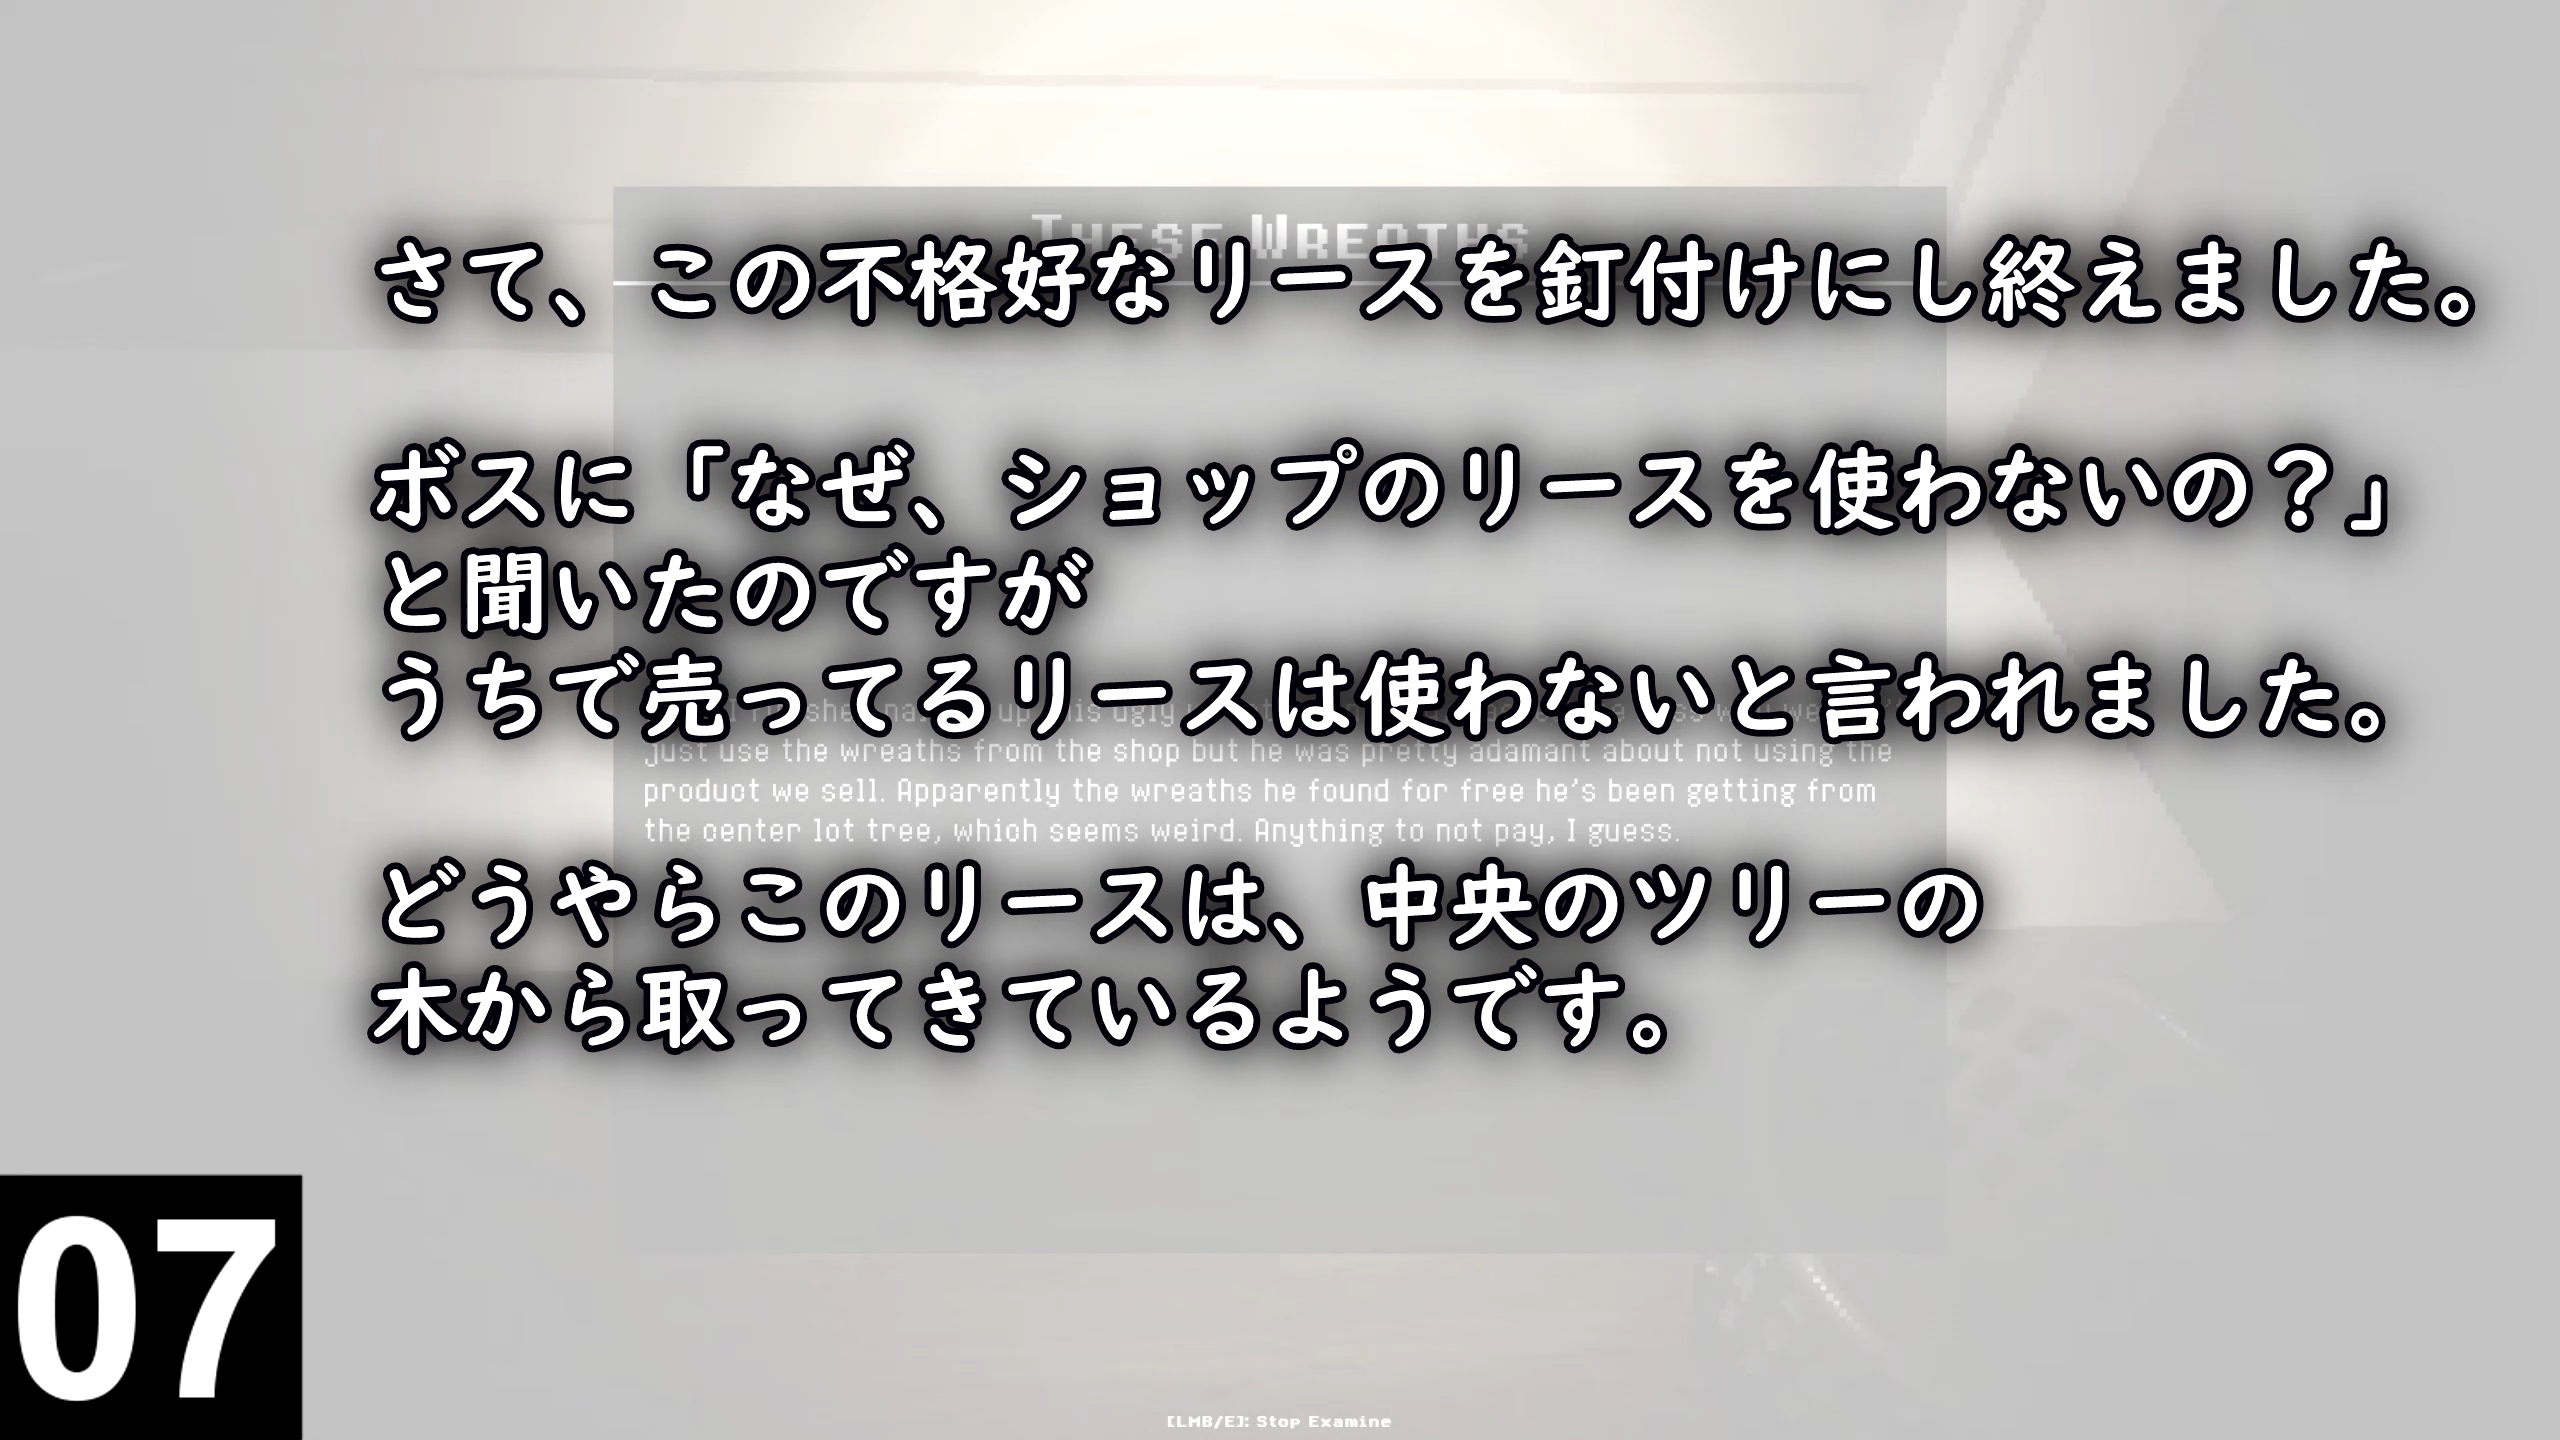 These Wreaths
さて、この不格好なリースを釘付けにし終えました。
ボスに「なぜ、ショップのリースを使わないの？」
と聞いたのですが
うちで売ってるリースは使わないと言われました。
just use the wreaths from the shop but he was pretty adamant about not using the
product we sell. Apparently the wreaths he found for free he's been getting from
the center lot tree, which seems weird. Anything to not pay, I guess.
どうやらこのリースは、中央のツリーの
木から取ってきているようです。
07
[LMB/E]: Stop Examine